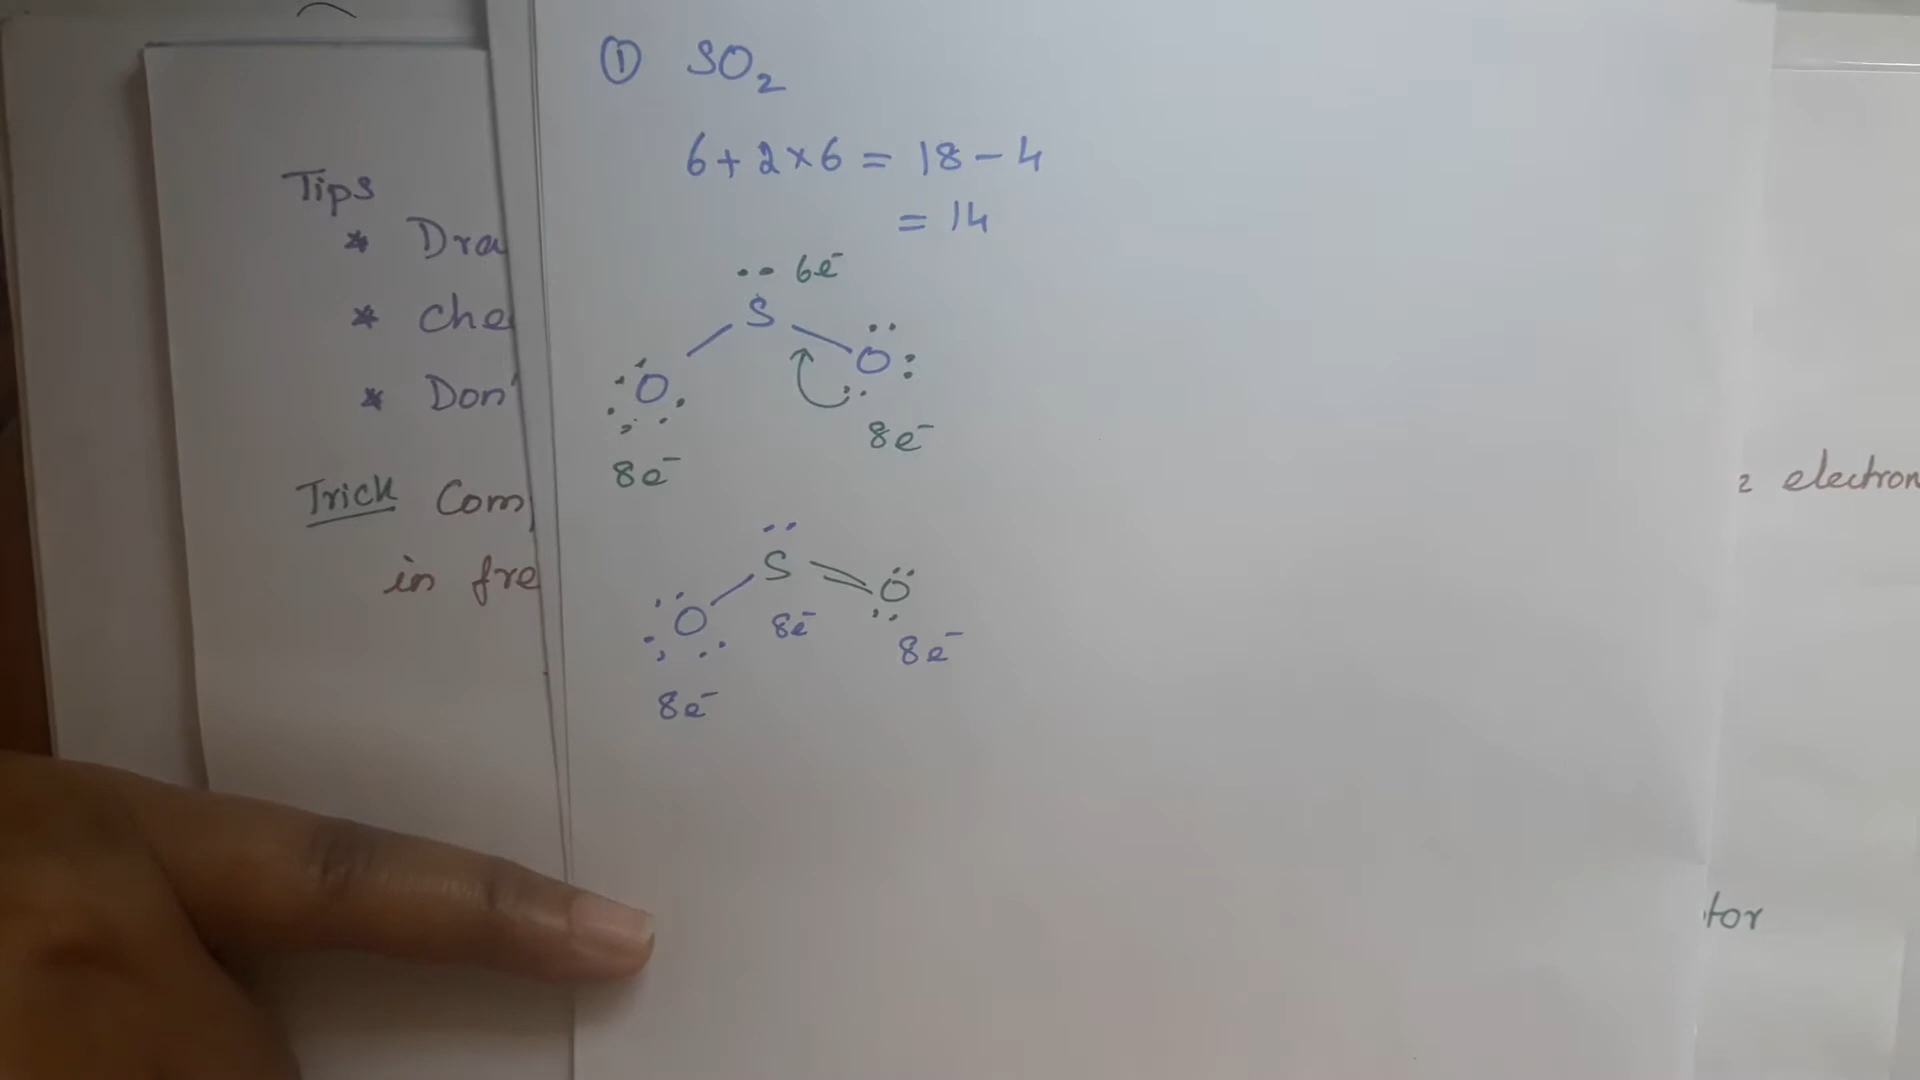 ① SO₂
6 + 2 × 6 = 18 - 4
= 14
6e⁻
S
O
O
8e⁻
8e⁻
S
O
O
8e⁻
8e⁻
8e⁻
Tips
* Dra
* Che
* Don'
Trick Com
in fre
2 electron
tor